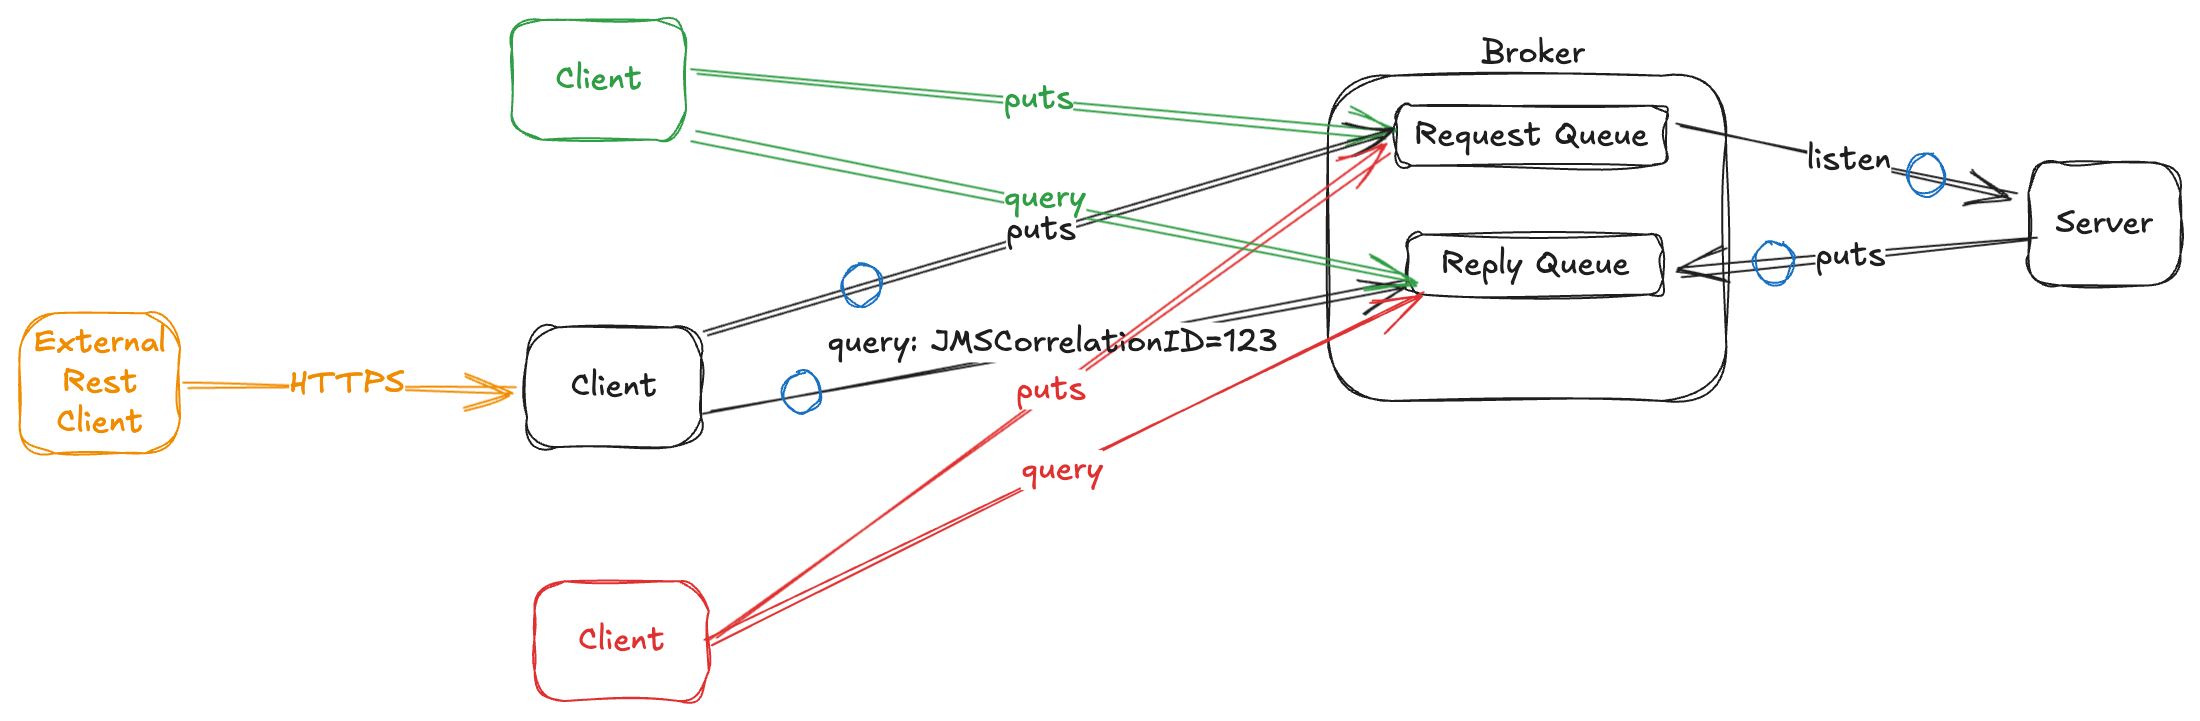 Broker
Client
puts
Request Queue
listen
query
puts
Server
puts
Reply Queue
External
Rest
Client
HTTPS
Client
query: JMSCorrelationID=123
puts
query
Client